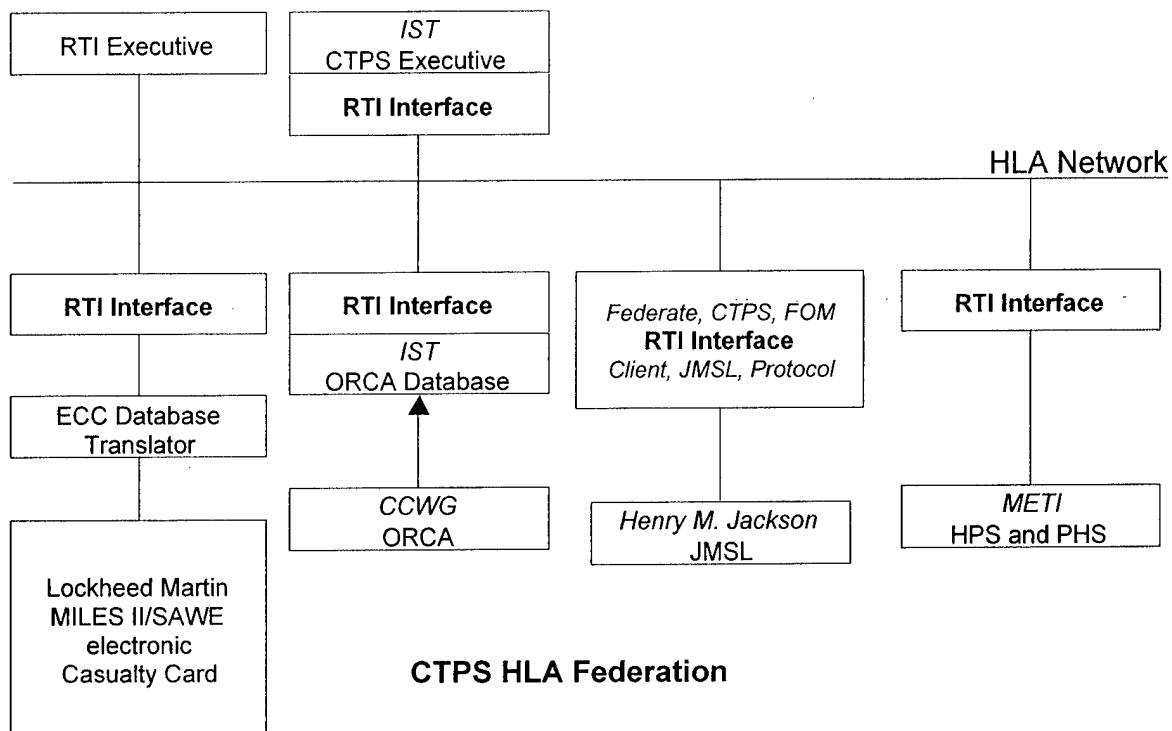 RTI Executive
IST
CTPS Executive
RTI Interface
HLA Network
RTI Interface
ECC Database
Translator
Lockheed Martin
MILES II/SAWE
electronic
Casualty Card
RTI Interface
IST
ORCA Database
CCWG
ORCA
Federate, CTPS, FOM
RTI Interface
Client, JMSL, Protocol
Henry M. Jackson
JMSL
RTI Interface
METI
HPS and PHS
CTPS HLA Federation